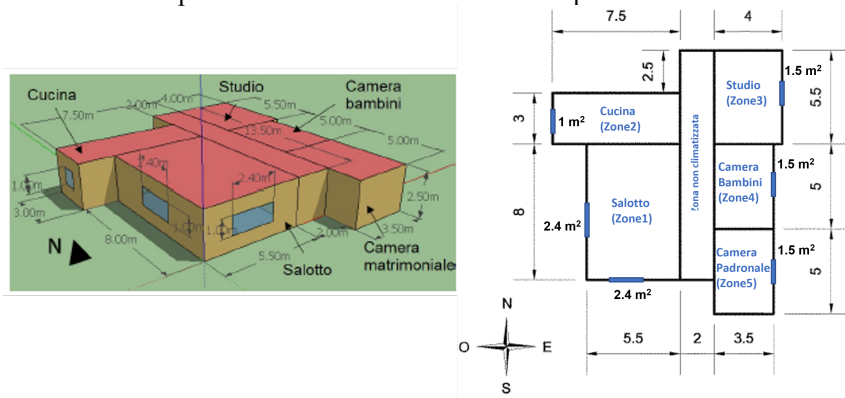 Cucina
7.50m
2.00m
4.00m
Studio
5.50m
Camera
bambini
13.50m
5.00m
5.00m
2.40m
2.40m
3.00m
8.00m
2.50m
3.50m
2.00m
5.50m
N
Salotto
Camera
matrimoniale
7.5
4
2.5
3
8
5.5
5
5
1 m²
Cucina
(Zone2)
Studio
(Zone3)
1.5 m²
Zona non climatizzata
Salotto
(Zone1)
2.4 m²
2.4 m²
Camera
Bambini
(Zone4)
1.5 m²
Camera
Padronale
(Zone5)
1.5 m²
5.5
2
3.5
N
O
E
S